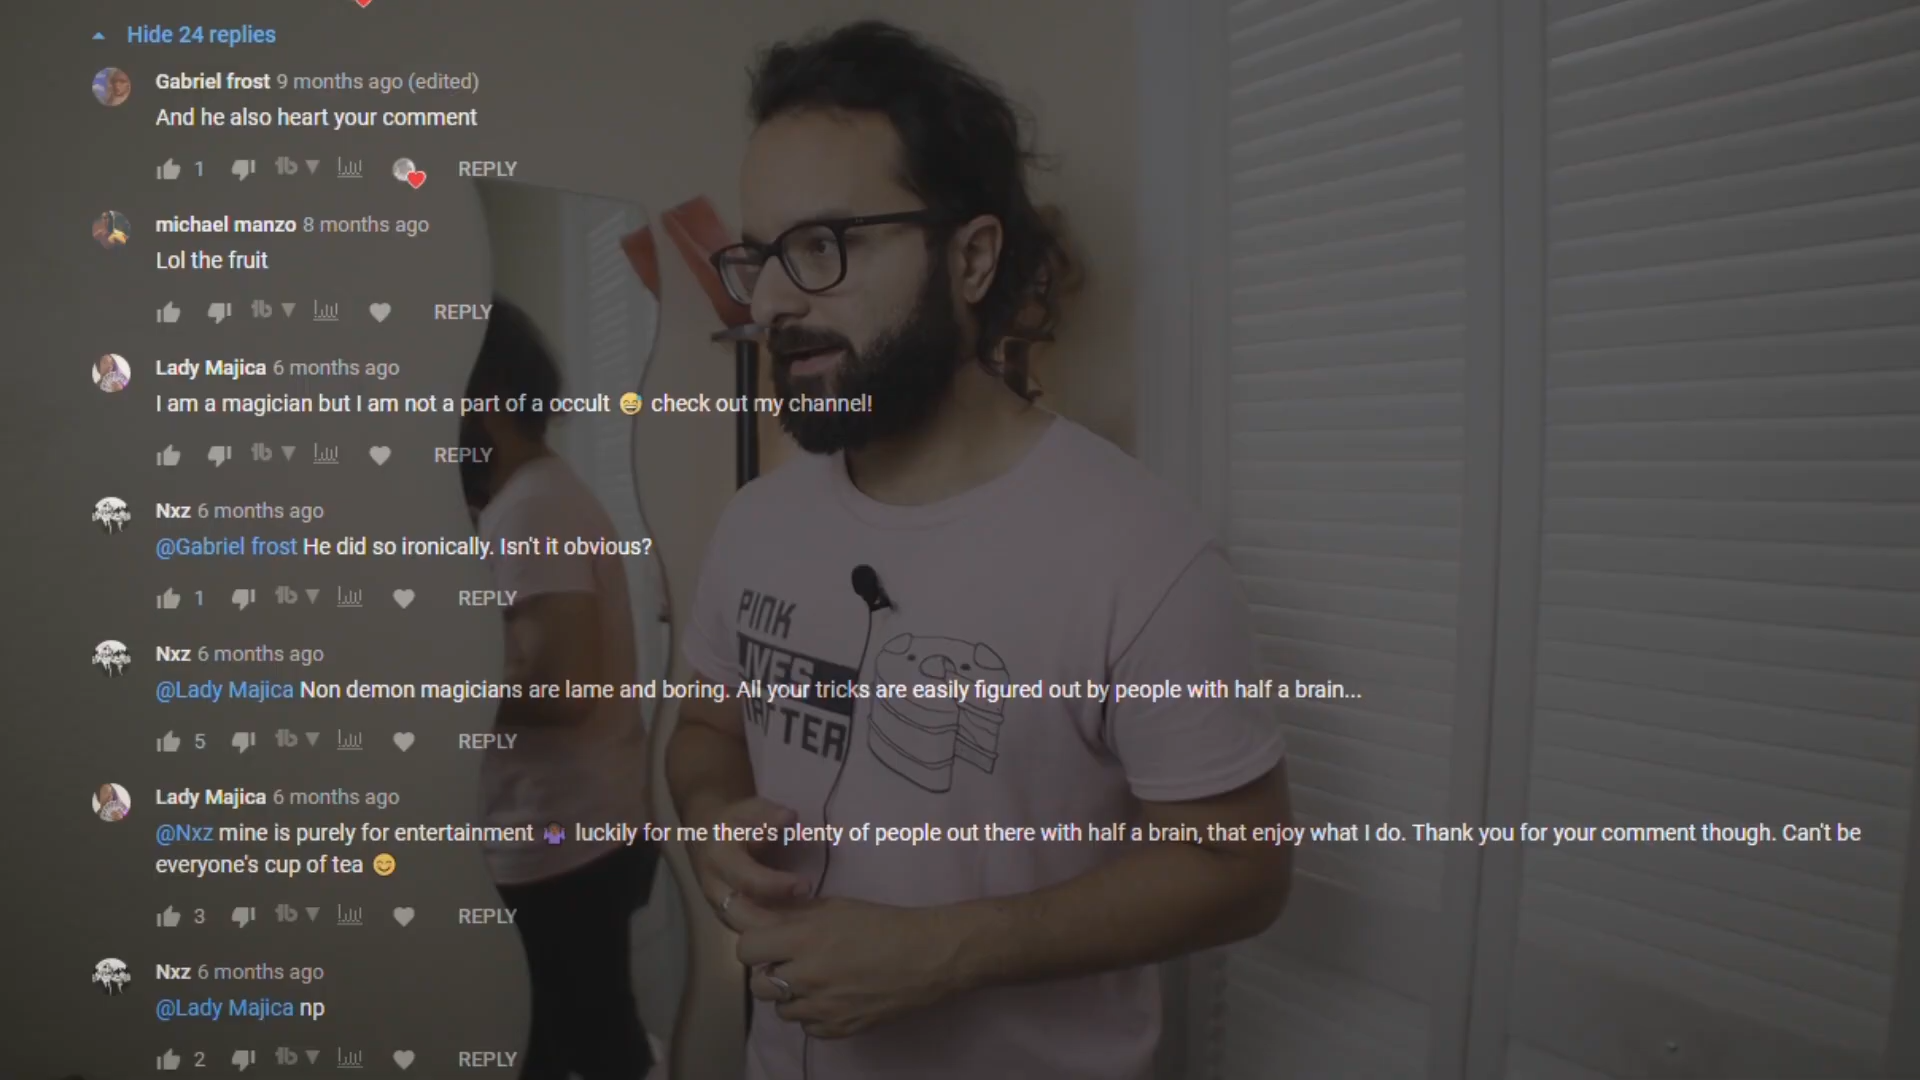 Hide 24 replies
Gabriel frost 9 months ago (edited)
And he also heart your comment
1 REPLY
michael manzo 8 months ago
Lol the fruit
REPLY
Lady Majica 6 months ago
I am a magician but I am not a part of a occult 😅 check out my channel!
REPLY
Nxz 6 months ago
@Gabriel frost He did so ironically. Isn't it obvious?
1 REPLY
Nxz 6 months ago
@Lady Majica Non demon magicians are lame and boring. All your tricks are easily figured out by people with half a brain...
5 REPLY
Lady Majica 6 months ago
@Nxz mine is purely for entertainment 🤷🏾‍♀️ luckily for me there's plenty of people out there with half a brain, that enjoy what I do. Thank you for your comment though. Can't be
everyone's cup of tea 😊
3 REPLY
Nxz 6 months ago
@Lady Majica np
2 REPLY
PINK
LIVES
MATTER